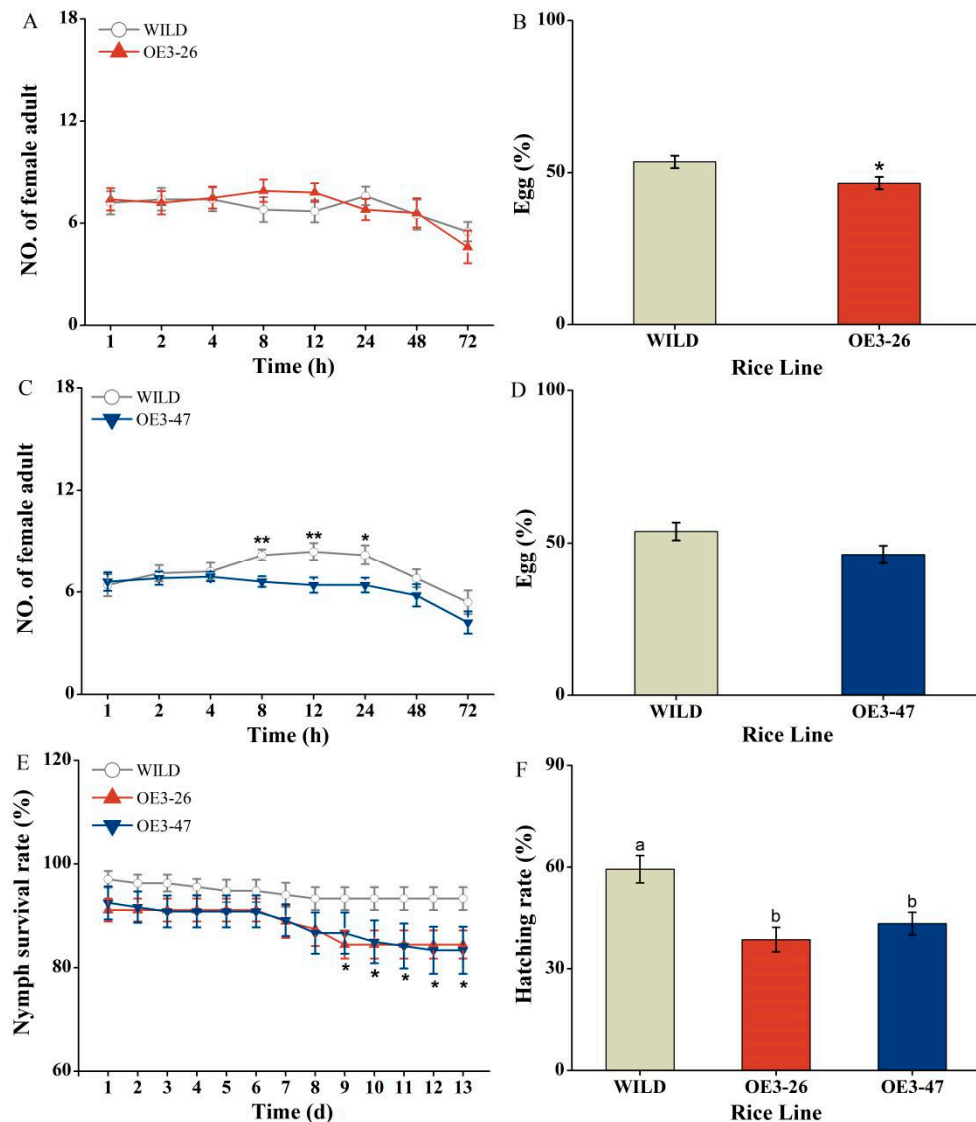 A
18
12
6
0
NO. of female adult
WILD
OE3-26
1 2 4 8 12 24 48 72
Time (h)
B
100
50
0
Egg (%)
*
WILD OE3-26
Rice Line
C
18
12
6
0
NO. of female adult
WILD
OE3-47
** ** *
1 2 4 8 12 24 48 72
Time (h)
D
100
50
0
Egg (%)
WILD OE3-47
Rice Line
E
120
100
80
60
Nymph survival rate (%)
WILD
OE3-26
OE3-47
* * * * *
1 2 3 4 5 6 7 8 9 10 11 12 13
Time (d)
F
90
60
30
0
Hatching rate (%)
a
b
b
WILD OE3-26 OE3-47
Rice Line